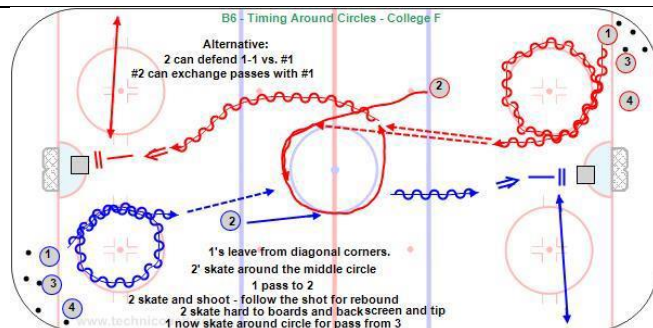 B6 - Timing Around Circles - College F
Alternative:
2 can defend 1-1 vs. #1
#2 can exchange passes with #1
1
3
4
2
2
1
3
4
1's leave from diagonal corners.
2' skate around the middle circle
1 pass to 2
2 skate and shoot - follow the shot for rebound
2 skate hard to boards and back screen and tip
1 now skate around circle for pass from 3